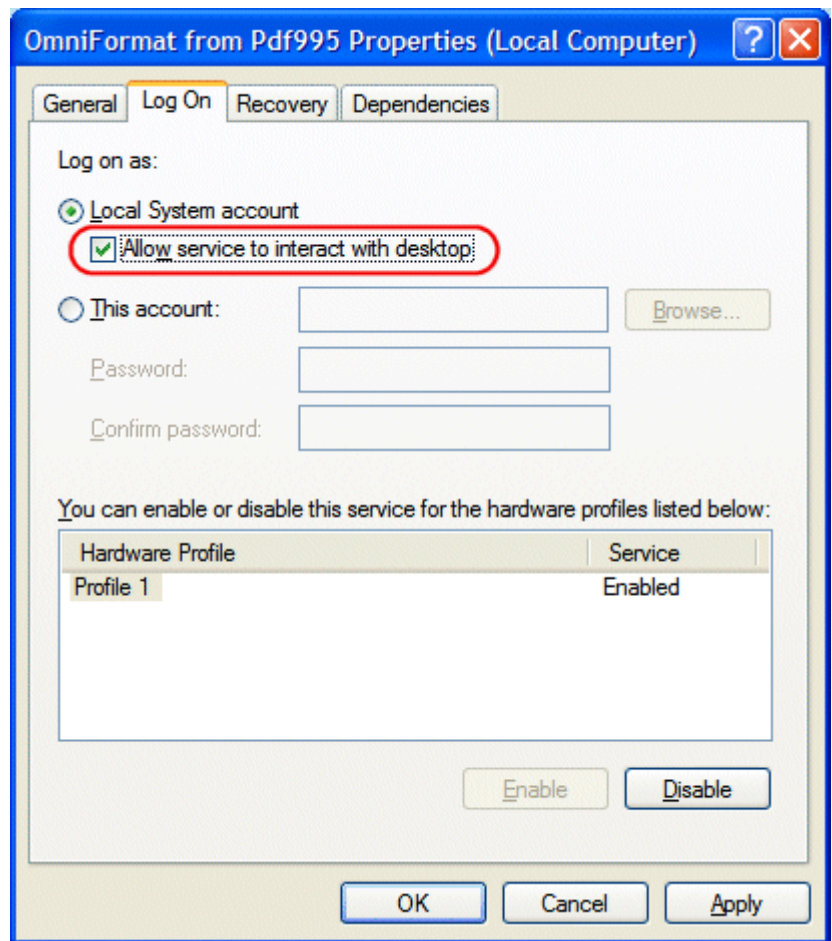 OmniFormat from Pdf995 Properties (Local Computer)
General Log On Recovery Dependencies
Log on as:
Local System account
Allow service to interact with desktop
This account: Browse...
Password:
Confirm password:
You can enable or disable this service for the hardware profiles listed below:
Hardware Profile Service
Profile 1 Enabled
Enable Disable
OK Cancel Apply